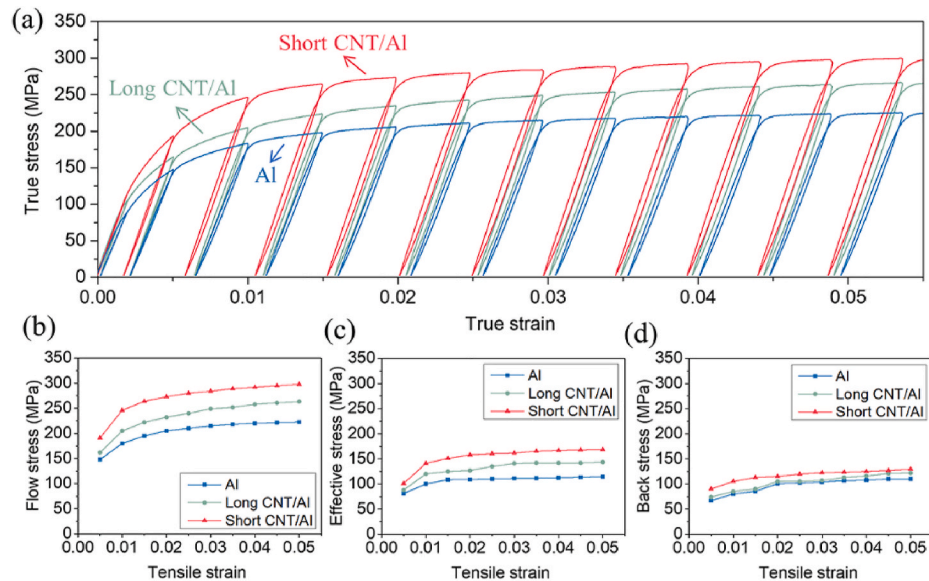 (a)
350
300
250
200
150
100
50
0
True stress (MPa)
Short CNT/Al
Long CNT/Al
Al
0.00 0.01 0.02 0.03 0.04 0.05
True strain
(b)
350
300
250
200
150
100
50
0
Flow stress (MPa)
Al
Long CNT/Al
Short CNT/Al
0.00 0.01 0.02 0.03 0.04 0.05
Tensile strain
(c)
350
300
250
200
150
100
50
0
Effective stress (MPa)
Al
Long CNT/Al
Short CNT/Al
0.00 0.01 0.02 0.03 0.04 0.05
Tensile strain
(d)
350
300
250
200
150
100
50
0
Back stress (MPa)
Al
Long CNT/Al
Short CNT/Al
0.00 0.01 0.02 0.03 0.04 0.05
Tensile strain